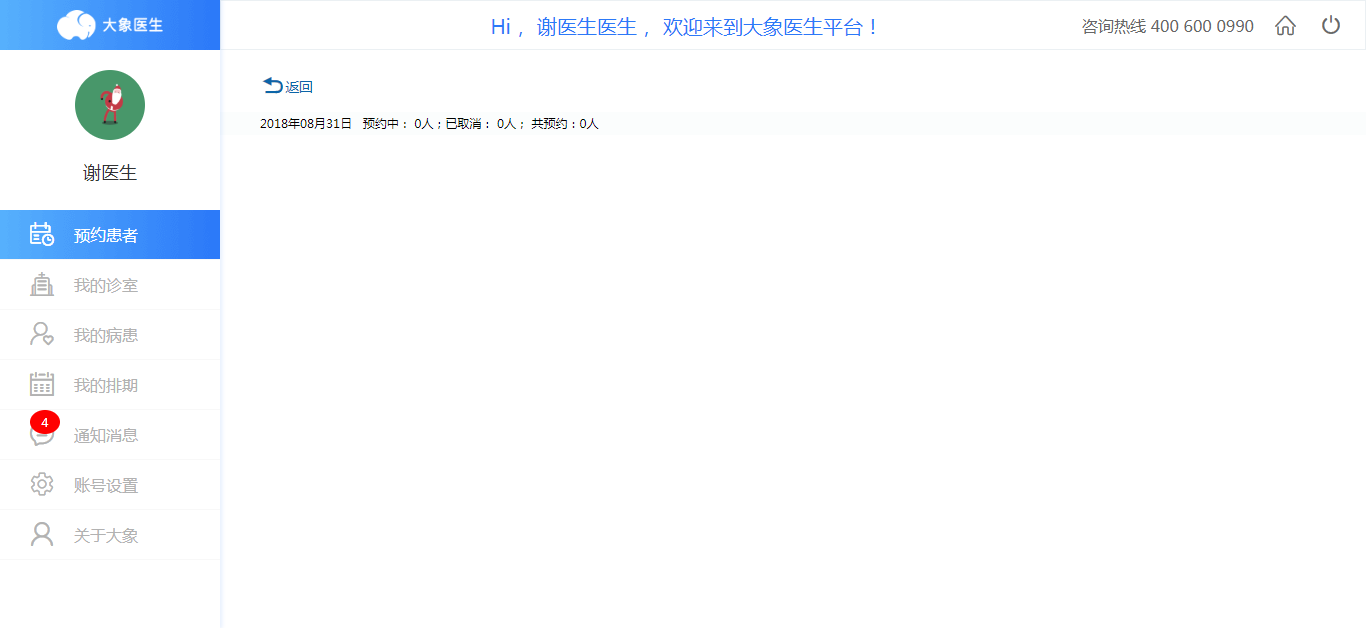 大象医生
Hi， 谢医生医生， 欢迎来到大象医生平台！
咨询热线 400 600 0990
返回
2018年08月31日 预约中： 0人；已取消： 0人； 共预约：0人
谢医生
预约患者
我的诊室
我的病患
我的排期
4
通知消息
账号设置
关于大象